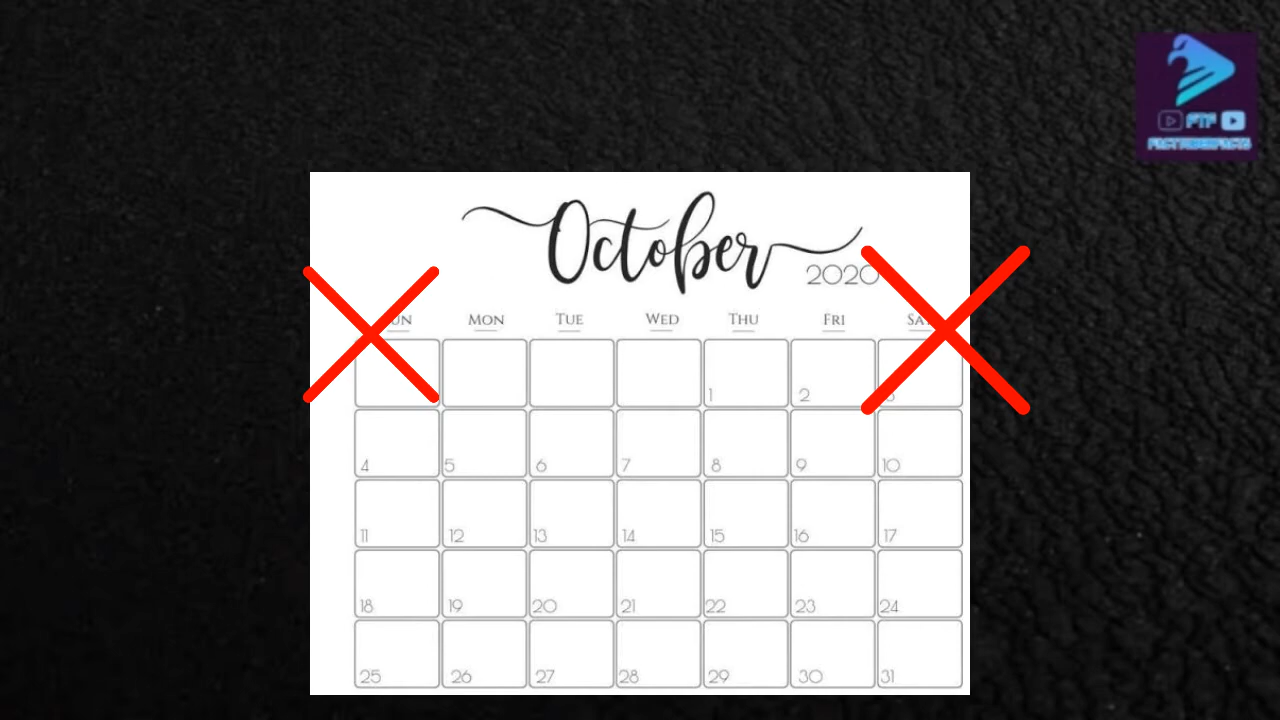 FTF
October
2020
MON TUE WED THU FRI
1 2
4 5 6 7 8 9 10
11 12 13 14 15 16 17
18 19 20 21 22 23 24
25 26 27 28 29 30 31